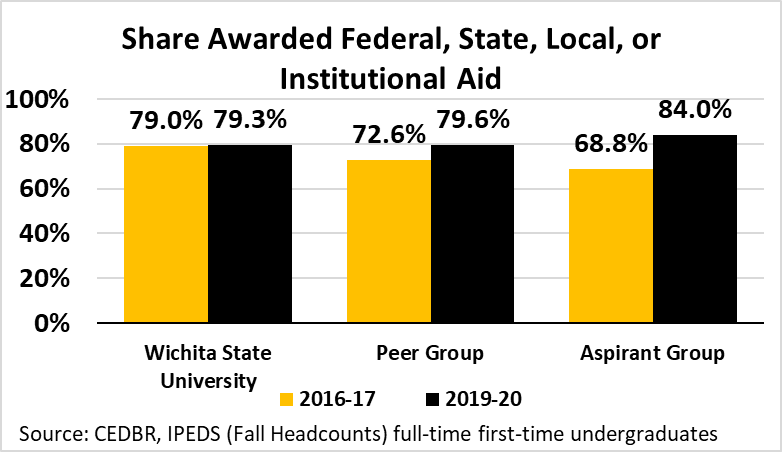 Share Awarded Federal, State, Local, or
Institutional Aid
100%
80%
60%
40%
20%
0%
79.0% 79.3% 72.6% 79.6% 68.8% 84.0%
Wichita State
University
Peer Group
Aspirant Group
2016-17 2019-20
Source: CEDBR, IPEDS (Fall Headcounts) full-time first-time undergraduates